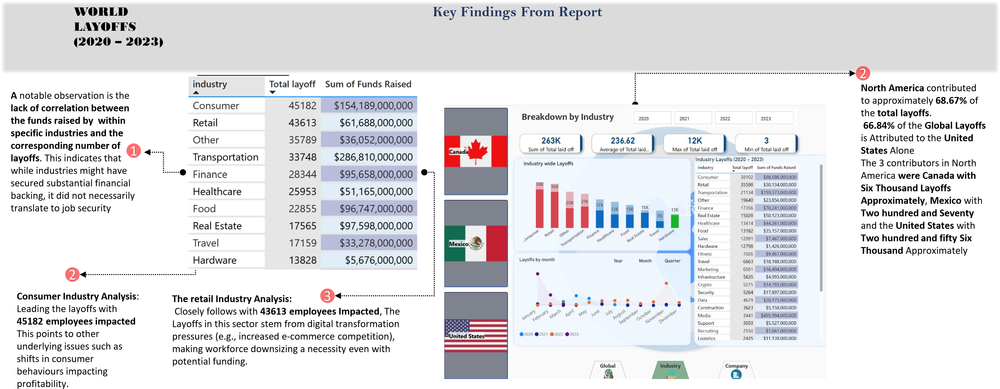 WORLD
LAYOFFS
(2020 – 2023)
Key Findings From Report
A notable observation is the
lack of correlation between
the funds raised by within
specific industries and the
corresponding number of
layoffs. This indicates that
while industries might have
secured substantial financial
backing, it did not necessarily
translate to job security
1
industry Total layoff Sum of Funds Raised
Consumer 45182 $154,189,000,000
Retail 43613 $61,688,000,000
Other 35789 $36,052,000,000
Transportation 33748 $286,810,000,000
Finance 28344 $95,658,000,000
Healthcare 25953 $51,165,000,000
Food 22855 $96,747,000,000
Real Estate 17565 $97,598,000,000
Travel 17159 $33,278,000,000
Hardware 13828 $5,676,000,000
2
Consumer Industry Analysis:
Leading the layoffs with
45182 employees impacted
This points to other
underlying issues such as
shifts in consumer
behaviours impacting
profitability.
3
The retail Industry Analysis:
Closely follows with 43613 employees Impacted, The
Layoffs in this sector stem from digital transformation
pressures (e.g., increased e-commerce competition),
making workforce downsizing a necessity even with
potential funding.
Canada
Mexico
United States
Breakdown by Industry
2020 2021 2022 2023
263K 236.62 12K 3
Sum of Total laid off Average of Total laid... Max of Total laid off Min of Total laid off
Industry wide Layoffs
38K 36K 20K 21K 17K 13K 13K 15K 7K 13K
Consumer Retail Other Transportation Finance Healthcare Food Real Estate Travel Hardware
Layoffs by month
Year Month Quarter
January February March April May June July August September October November December
2020 2021 2022 2023
Industry Layoffs (2020 - 2023)
industry Total layoff Sum of Funds Raised
Consumer 38102 $88,698,000,000
Retail 35598 $30,134,000,000
Transportation 21134 $159,373,000,000
Other 19640 $23,856,000,000
Finance 17356 $70,241,000,000
Real Estate 15028 $50,123,000,000
Healthcare 13414 $44,261,000,000
Food 13182 $35,157,000,000
Sales 12991 $7,467,000,000
Hardware 12798 $1,426,000,000
Fitness 7026 $9,467,000,000
Travel 6663 $18,188,000,000
Marketing 6501 $16,494,000,000
Infrastructure 5635 $4,993,000,000
Crypto 5275 $14,793,000,000
Security 5264 $17,897,000,000
Data 4679 $20,175,000,000
Construction 3623 $5,158,000,000
Media 3441 $495,994,000,000
Support 3033 $5,527,000,000
Recruiting 2550 $1,661,000,000
Logistics 2425 $11,139,000,000
Global Industry Company
2
North America contributed
to approximately 68.67% of
the total layoffs.
66.84% of the Global Layoffs
is Attributed to the United
States Alone
The 3 contributors in North
America were Canada with
Six Thousand Layoffs
Approximately, Mexico with
Two hundred and Seventy
and the United States with
Two hundred and fifty Six
Thousand Approximately